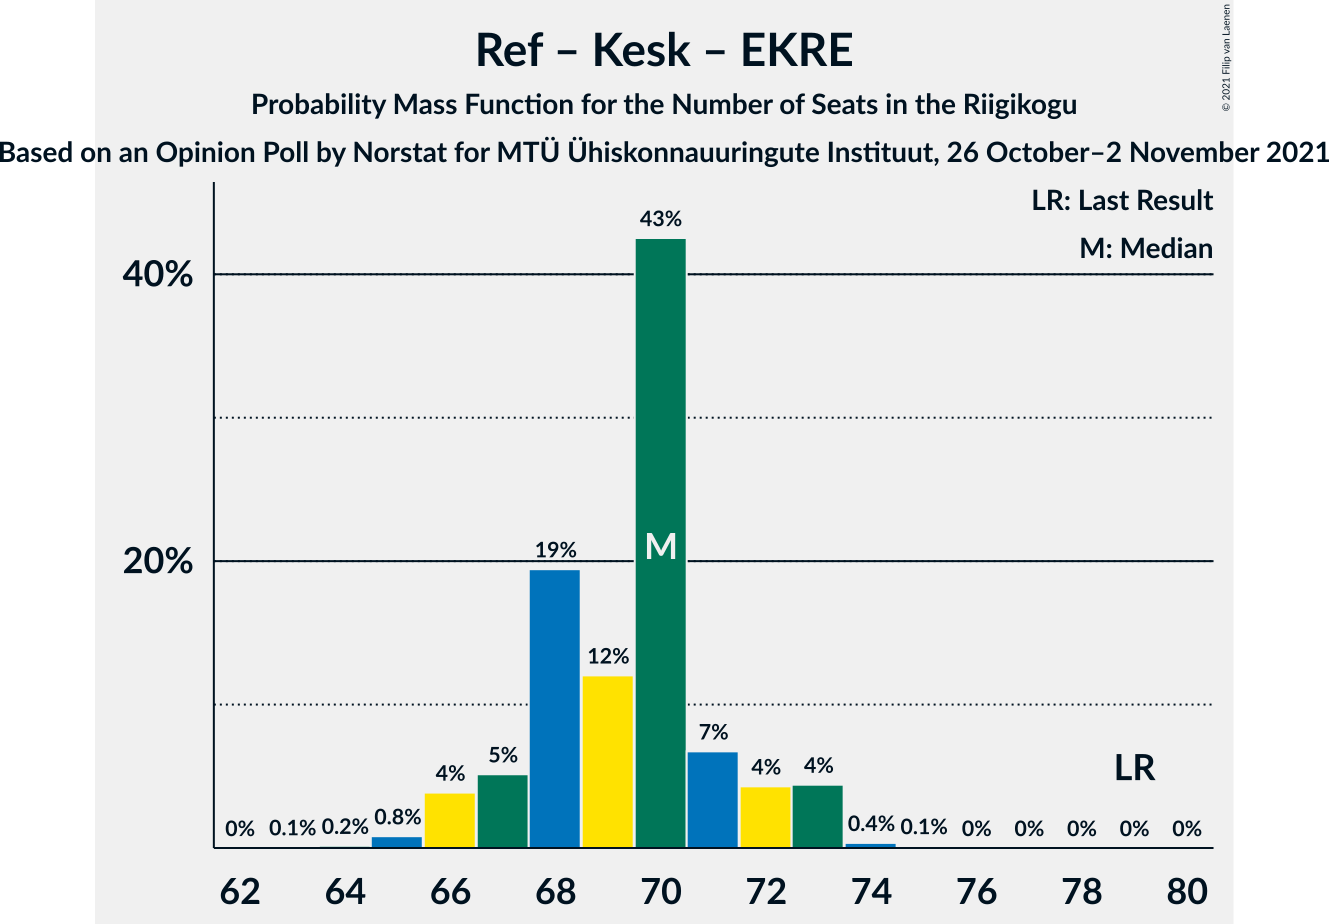 Ref – Kesk – EKRE
Probability Mass Function for the Number of Seats in the Riigikogu
Based on an Opinion Poll by Norstat for MTÜ Ühiskonnauuringute Instituut, 26 October–2 November 2021
© 2021 Filip van Laenen
LR: Last Result
M: Median
43%
40%
M
19%
20%
12%
7%
5%
4%
4%
4%
LR
0%
0.1%
0.2%
0.8%
0.4%
0.1%
0%
0%
0%
0%
0%
62 64 66 68 70 72 74 76 78 80